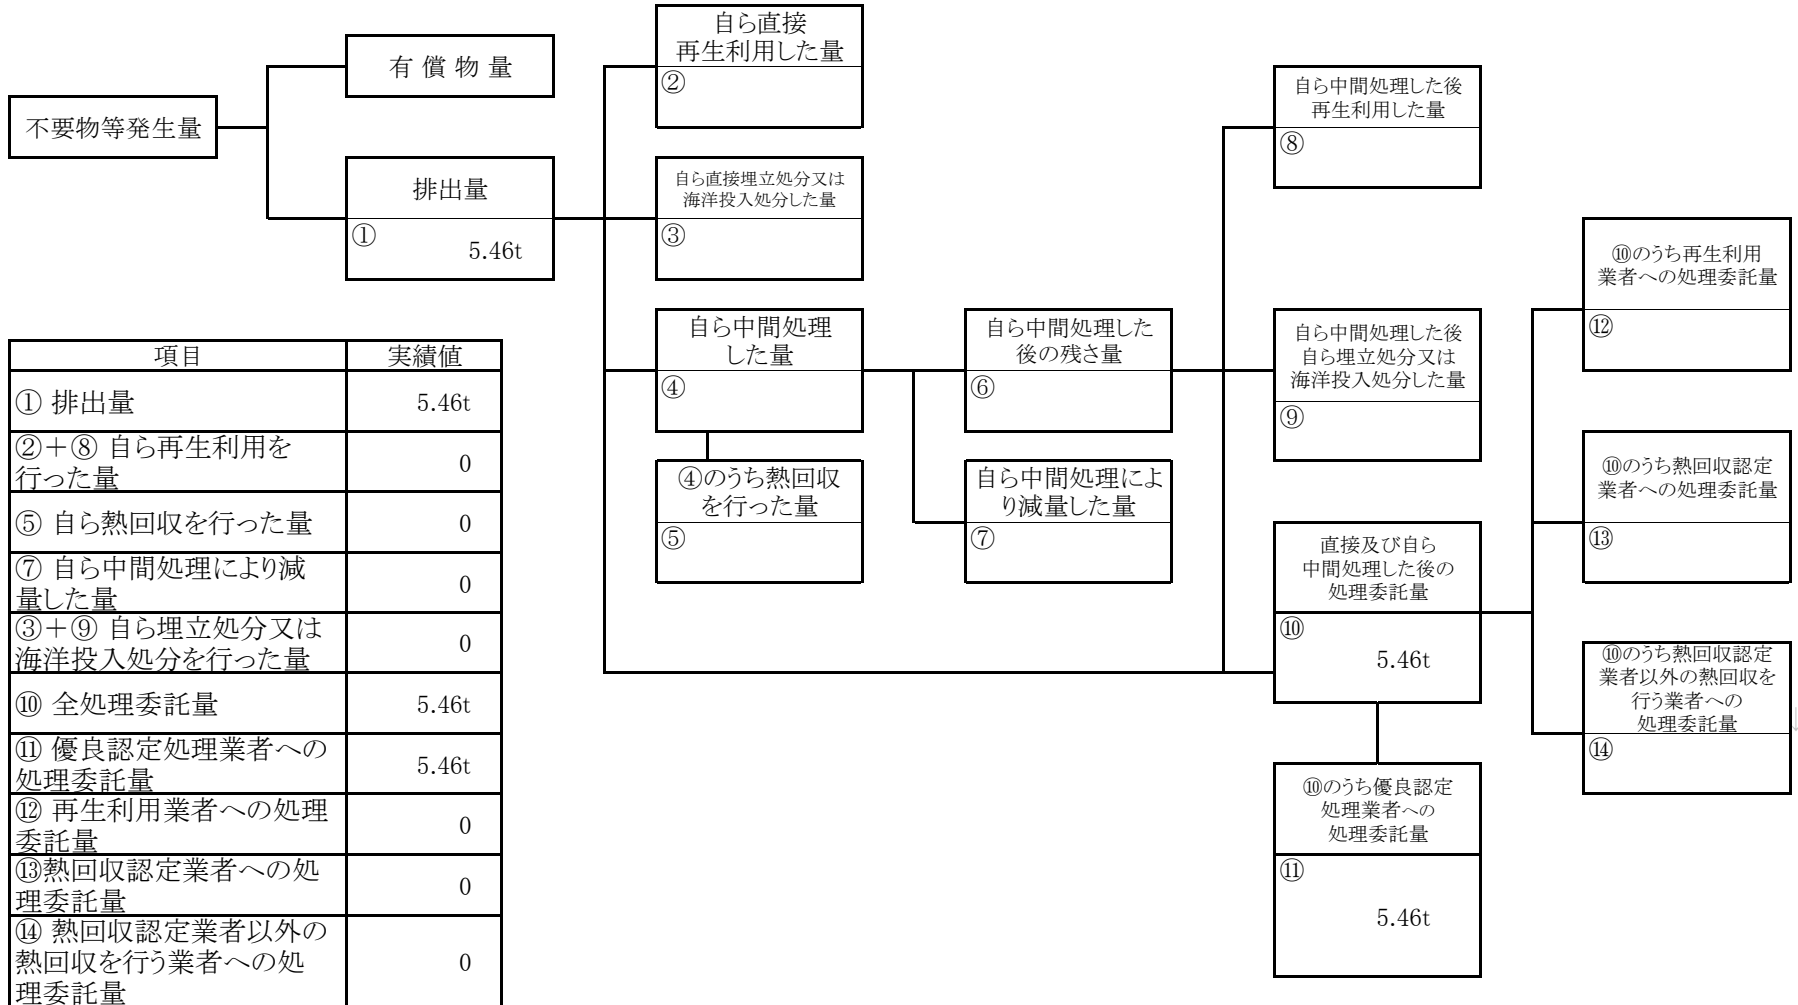 不要物等発生量
有 償 物 量
排出量
①
5.46t
自ら直接
再生利用した量
②
自ら直接埋立処分又は
海洋投入処分した量
③
自ら中間処理
した量
④
④のうち熱回収
を行った量
⑤
自ら中間処理した
後の残さ量
⑥
自ら中間処理によ
り減量した量
⑦
自ら中間処理した後
再生利用した量
⑧
自ら中間処理した後
自ら埋立処分又は
海洋投入処分した量
⑨
直接及び自ら
中間処理した後の
処理委託量
⑩
5.46t
⑩のうち優良認定
処理業者への
処理委託量
⑪
5.46t
⑩のうち再生利用
業者への処理委託量
⑫
⑩のうち熱回収認定
業者への処理委託量
⑬
⑩のうち熱回収認定
業者以外の熱回収を
行う業者への
処理委託量
⑭
項目 実績値
① 排出量 5.46t
②＋⑧ 自ら再生利用を
行った量 0
⑤ 自ら熱回収を行った量 0
⑦ 自ら中間処理により減
量した量 0
③＋⑨ 自ら埋立処分又は
海洋投入処分を行った量 0
⑩ 全処理委託量 5.46t
⑪ 優良認定処理業者への
処理委託量 5.46t
⑫ 再生利用業者への処理
委託量 0
⑬熱回収認定業者への処
理委託量 0
⑭ 熱回収認定業者以外の
熱回収を行う業者への処
理委託量 0